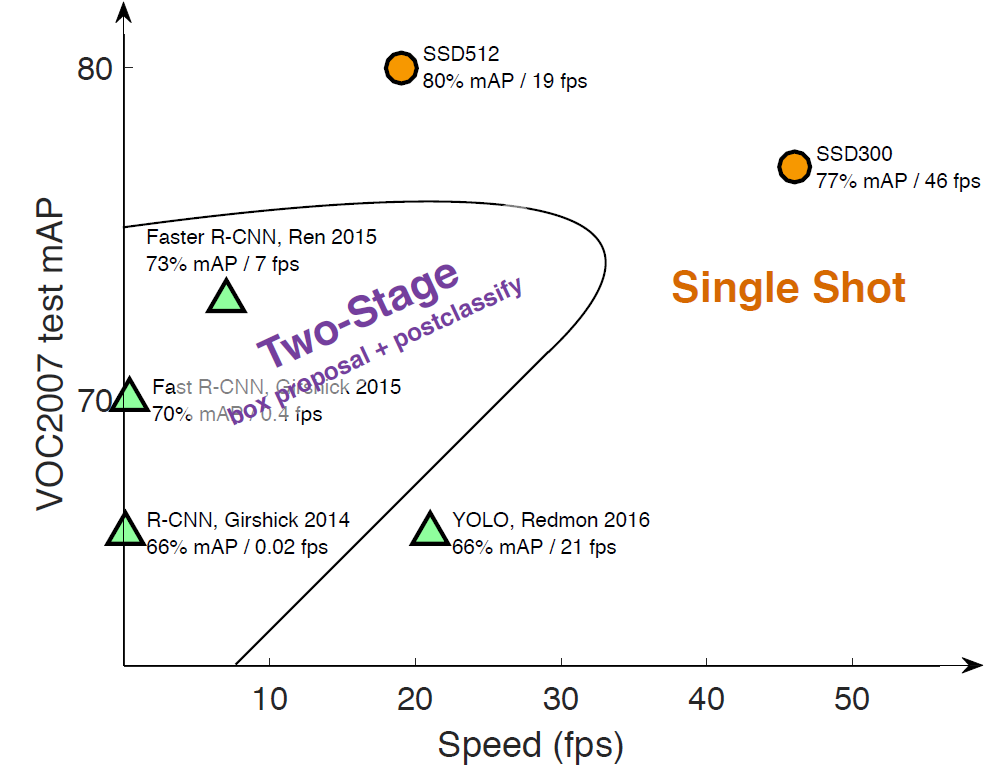 80
SSD512
80% mAP / 19 fps
SSD300
77% mAP / 46 fps
Faster R-CNN, Ren 2015
73% mAP / 7 fps
Two-Stage
box proposal + postclassify
Single Shot
Fast R-CNN, Girshick 2015
70
70% mAP / 0.4 fps
R-CNN, Girshick 2014
66% mAP / 0.02 fps
YOLO, Redmon 2016
66% mAP / 21 fps
VOC2007 test mAP
10 20 30 40 50
Speed (fps)